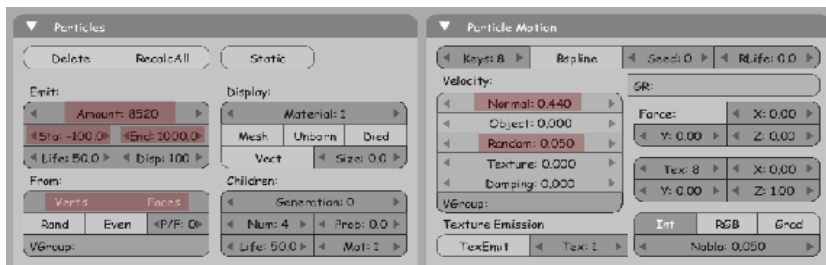 Particles
Delete RecalcAll Static
Emit:
Amount: 8520
Sta: -100.0 End: 1000.0
Life: 50.0 Disp: 100
From:
Verts Faces
Rand Even P/F: 0
VGroup:
Display:
Material: 1
Mesh Unborn Died
Vect Size: 0.0
Children:
Generation: 0
Num: 4 Prob: 0.0
Life: 50.0 Mat: 1
Particle Motion
Keys: 8 Bspline Seed: 0 RLife: 0.0
Velocity:
Normal: 0.440
Object: 0.000
Random: 0.050
Texture: 0.000
Damping: 0.000
VGroup:
Texture Emission
TexEmit Tex: 1
GR:
Force: X: 0.00
Y: 0.00 Z: 0.00
Tex: 8 X: 0.00
Y: 0.00 Z: 1.00
Int RGB Grad
Nabla: 0.050